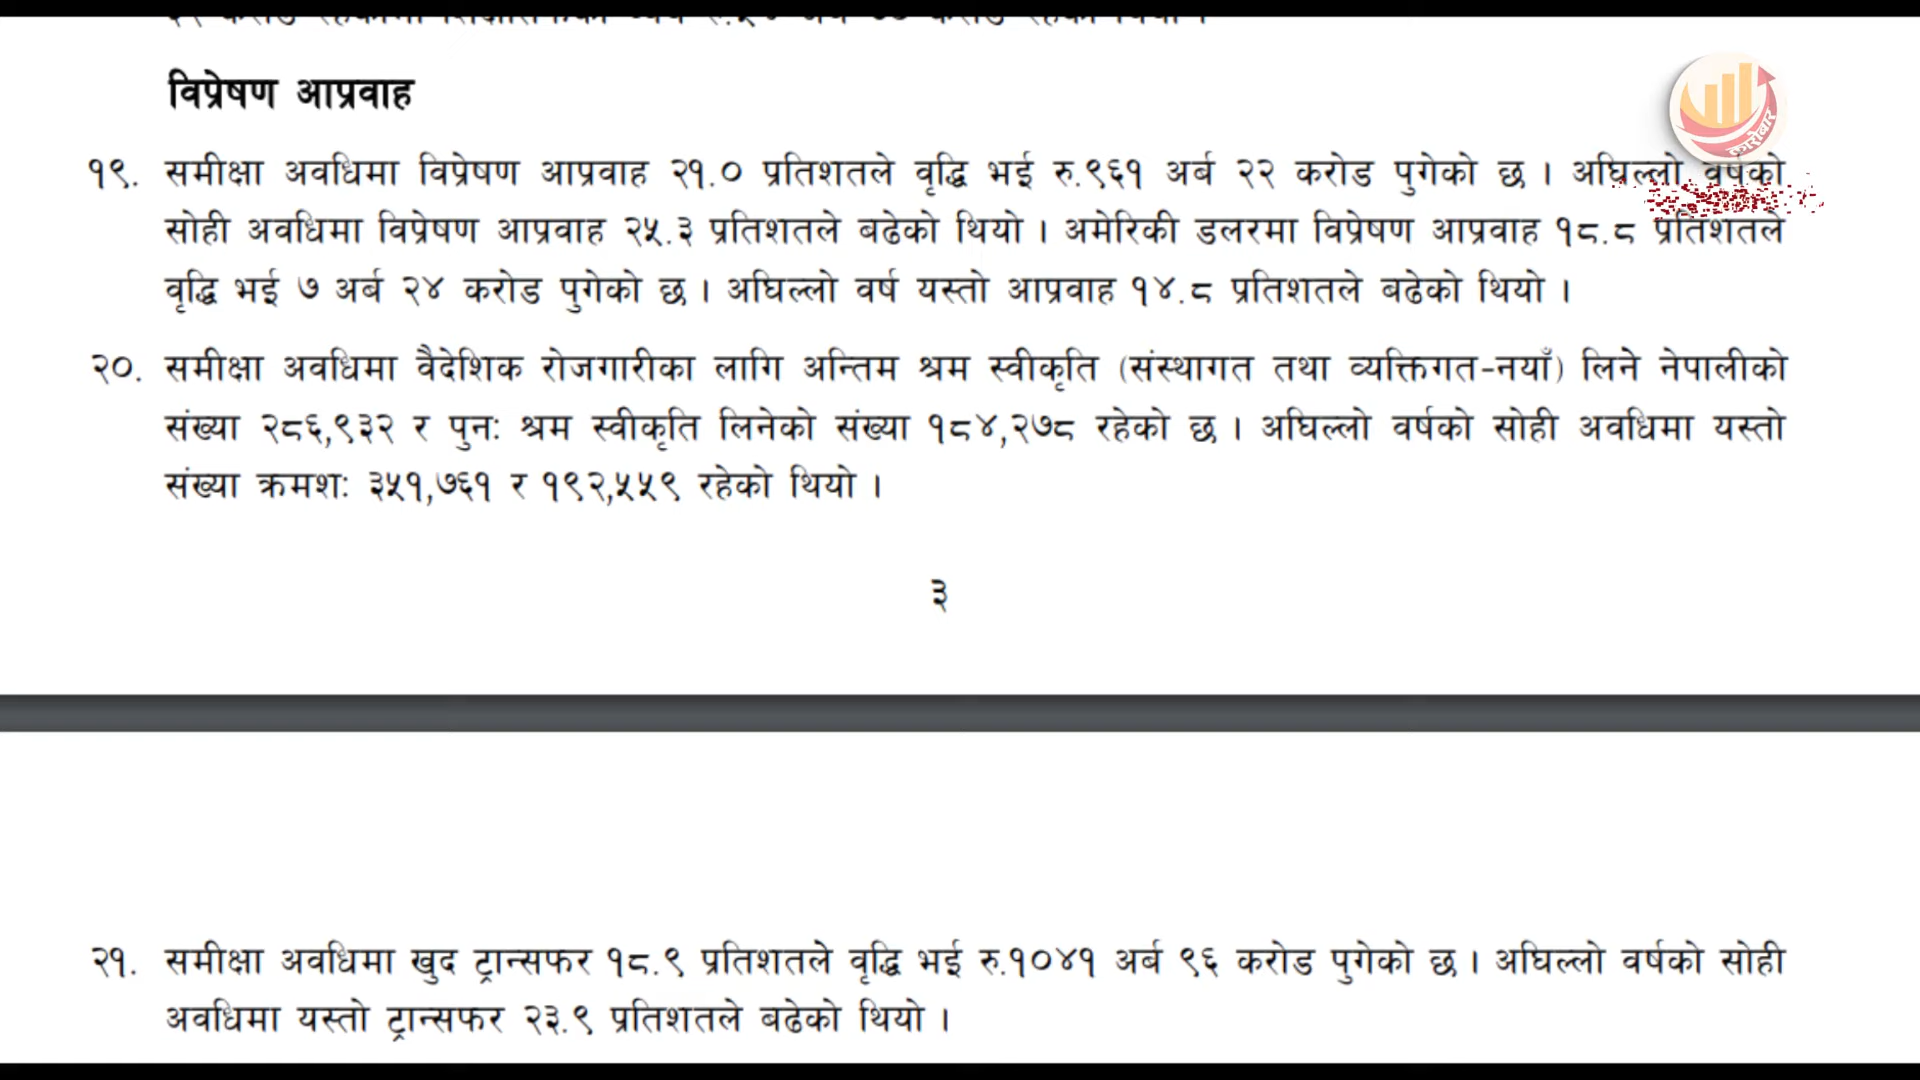 विप्रेषण आप्रवाह
कारोबार
१९. समीक्षा अवधिमा विप्रेषण आप्रवाह २१.० प्रतिशतले वृद्धि भई रु.९६१ अर्ब २२ करोड पुगेको छ । अघिल्लो वर्षको
सोही अवधिमा विप्रेषण आप्रवाह २५.३ प्रतिशतले बढेको थियो । अमेरिकी डलरमा विप्रेषण आप्रवाह १८.८ प्रतिशतले
वृद्धि भई ७ अर्ब २४ करोड पुगेको छ । अघिल्लो वर्ष यस्तो आप्रवाह १४.८ प्रतिशतले बढेको थियो ।
२०. समीक्षा अवधिमा वैदेशिक रोजगारीका लागि अन्तिम श्रम स्वीकृति (संस्थागत तथा व्यक्तिगत-नयाँ) लिने नेपालीको
संख्या २८६,९३२ र पुनः श्रम स्वीकृति लिनेको संख्या १८४,२७८ रहेको छ । अघिल्लो वर्षको सोही अवधिमा यस्तो
संख्या क्रमशः ३५१,७६१ र १९२,५५९ रहेको थियो ।
३
२१. समीक्षा अवधिमा खुद ट्रान्सफर १८.९ प्रतिशतले वृद्धि भई रु.१०४१ अर्ब ९६ करोड पुगेको छ । अघिल्लो वर्षको सोही
अवधिमा यस्तो ट्रान्सफर २३.९ प्रतिशतले बढेको थियो ।